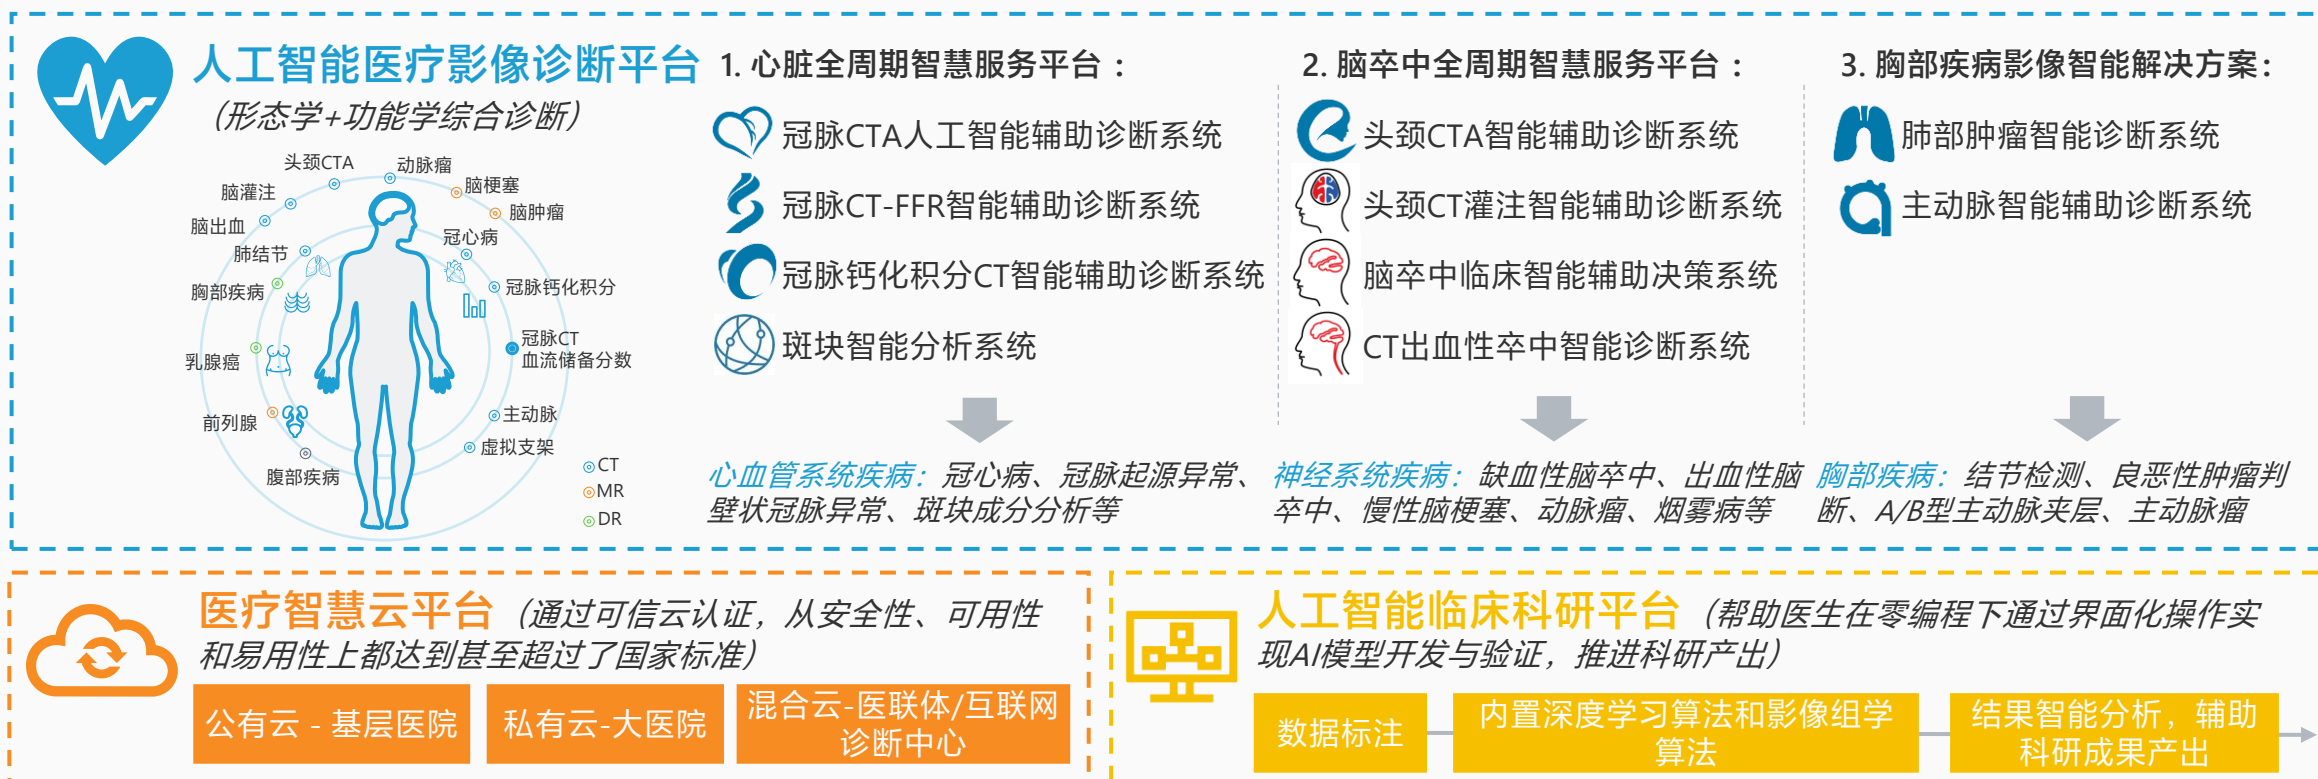 人工智能医疗影像诊断平台
（形态学+功能学综合诊断）
头颈CTA
动脉瘤
脑灌注
脑梗塞
脑出血
脑肿瘤
肺结节
冠心病
胸部疾病
冠脉钙化积分
冠脉CT
血流储备分数
乳腺癌
前列腺
主动脉
虚拟支架
腹部疾病
CT
MR
DR
1. 心脏全周期智慧服务平台：
冠脉CTA人工智能辅助诊断系统
冠脉CT-FFR智能辅助诊断系统
冠脉钙化积分CT智能辅助诊断系统
斑块智能分析系统
心血管系统疾病：冠心病、冠脉起源异常、
壁状冠脉异常、斑块成分分析等
2. 脑卒中全周期智慧服务平台：
头颈CTA智能辅助诊断系统
头颈CT灌注智能辅助诊断系统
脑卒中临床智能辅助决策系统
CT出血性卒中智能诊断系统
神经系统疾病：缺血性脑卒中、出血性脑
卒中、慢性脑梗塞、动脉瘤、烟雾病等
3. 胸部疾病影像智能解决方案：
肺部肿瘤智能诊断系统
主动脉智能辅助诊断系统
胸部疾病：结节检测、良恶性肿瘤判
断、A/B型主动脉夹层、主动脉瘤
医疗智慧云平台（通过可信云认证，从安全性、可用性
和易用性上都达到甚至超过了国家标准）
公有云 - 基层医院
私有云-大医院
混合云-医联体/互联网
诊断中心
人工智能临床科研平台（帮助医生在零编程下通过界面化操作实
现AI模型开发与验证，推进科研产出）
数据标注
内置深度学习算法和影像组学
算法
结果智能分析，辅助
科研成果产出